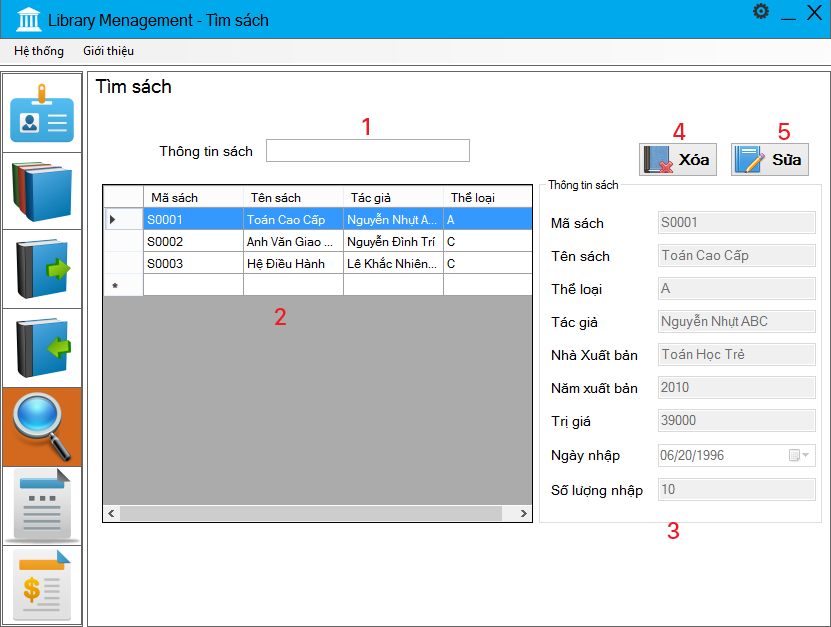 Library Menagement - Tìm sách
Hệ thống Giới thiệu
Tìm sách
1
4
5
Thông tin sách
Xóa
Sửa
Mã sách Tên sách Tác giả Thể loại
S0001 Toán Cao Cấp Nguyễn Nhựt A... A
S0002 Anh Văn Giao ... Nguyễn Đình Trí C
S0003 Hệ Điều Hành Lê Khắc Nhiên... C
*
2
Thông tin sách
Mã sách S0001
Tên sách Toán Cao Cấp
Thể loại A
Tác giả Nguyễn Nhựt ABC
Nhà Xuất bản Toán Học Trẻ
Năm xuất bản 2010
Trị giá 39000
Ngày nhập 06/20/1996
Số lượng nhập 10
3